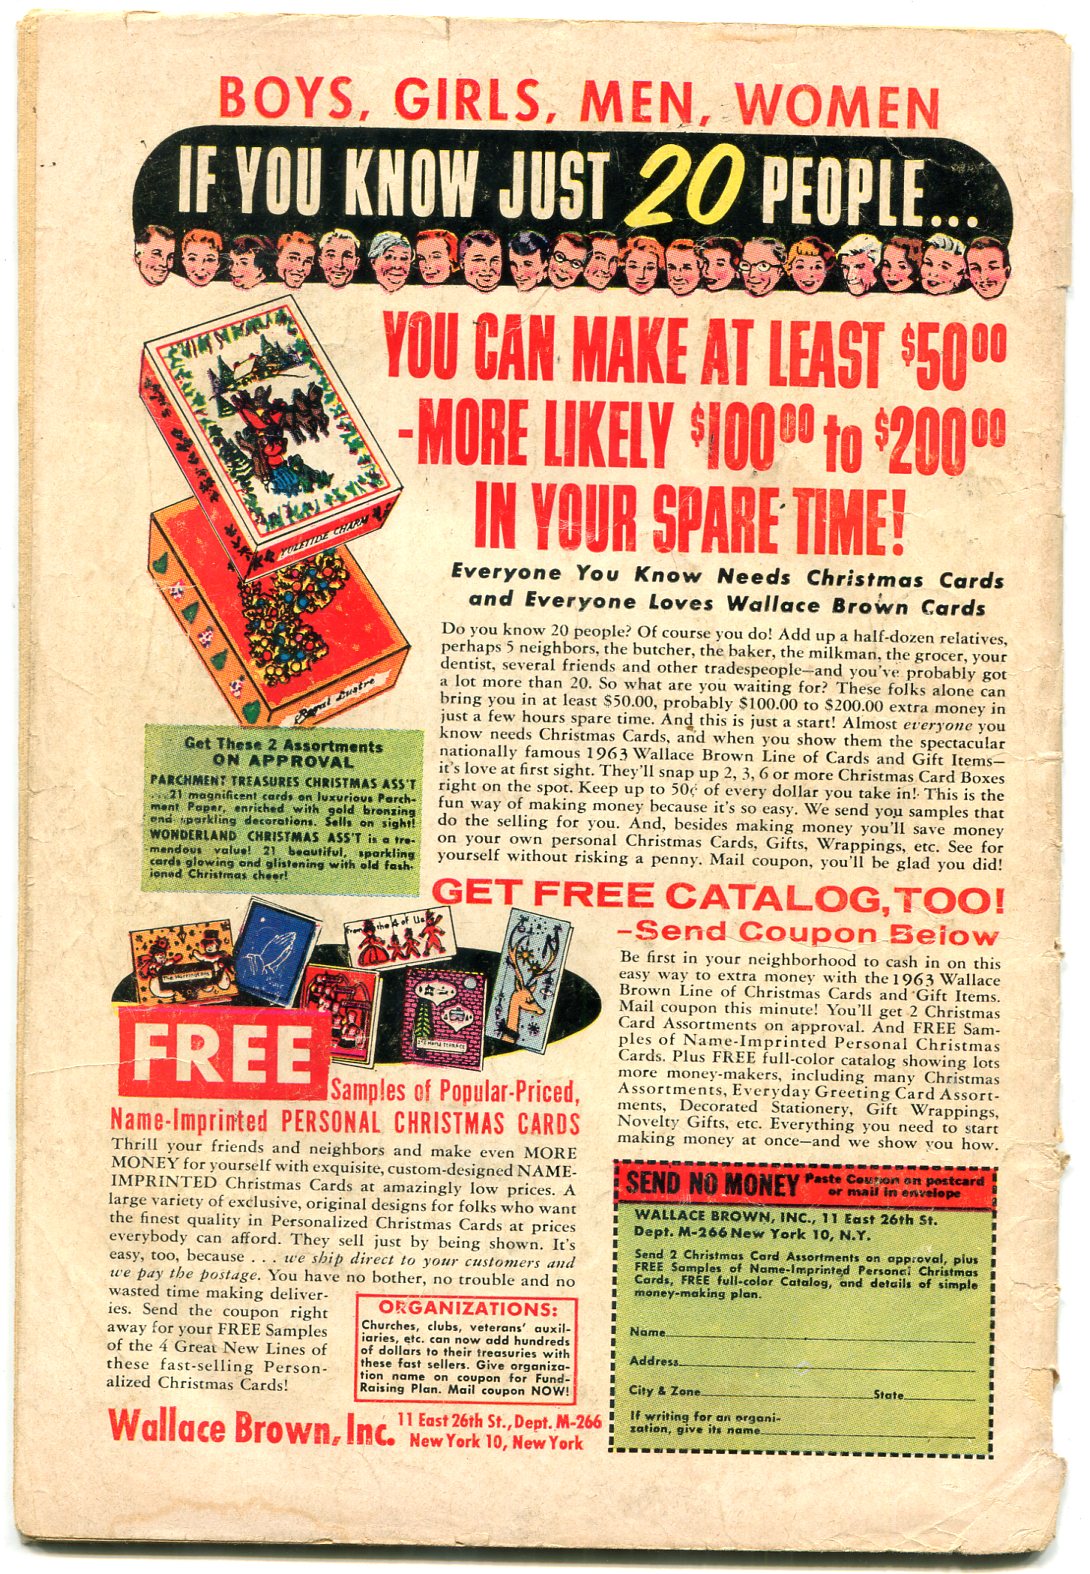 BOYS, GIRLS, MEN, WOMEN
IF YOU KNOW JUST 20 PEOPLE...
YOU CAN MAKE AT LEAST $50.00
-MORE LIKELY $100.00 to $200.00
IN YOUR SPARE TIME!
Everyone You Know Needs Christmas Cards
and Everyone Loves Wallace Brown Cards
YULETIDE CHARM
Royal Lustre
Do you know 20 people? Of course you do! Add up a half-dozen relatives,
perhaps 5 neighbors, the butcher, the baker, the milkman, the grocer, your
dentist, several friends and other tradespeople—and you've probably got
a lot more than 20. So what are you waiting for? These folks alone can
bring you in at least $50.00, probably $100.00 to $200.00 extra money in
just a few hours spare time. And this is just a start! Almost everyone you
know needs Christmas Cards, and when you show them the spectacular
nationally famous 1963 Wallace Brown Line of Cards and Gift Items—
it's love at first sight. They'll snap up 2, 3, 6 or more Christmas Card Boxes
right on the spot. Keep up to 50¢ of every dollar you take in! This is the
fun way of making money because it's so easy. We send you samples that
do the selling for you. And, besides making money you'll save money
on your own personal Christmas Cards, Gifts, Wrappings, etc. See for
yourself without risking a penny. Mail coupon, you'll be glad you did!
Get These 2 Assortments
ON APPROVAL
PARCHMENT TREASURES CHRISTMAS ASS'T
...21 magnificent cards on luxurious Parch-
ment Paper, enriched with gold bronzing
and sparkling decorations. Sells on sight!
WONDERLAND CHRISTMAS ASS'T is a tre-
mendous value! 21 beautiful, sparkling
cards glowing and glistening with old fash-
ioned Christmas cheer!
GET FREE CATALOG, TOO!
-Send Coupon Below
Be first in your neighborhood to cash in on this
easy way to extra money with the 1963 Wallace
Brown Line of Christmas Cards and Gift Items.
Mail coupon this minute! You'll get 2 Christmas
Card Assortments on approval. And FREE Sam-
ples of Name-Imprinted Personal Christmas
Cards. Plus FREE full-color catalog showing lots
more money-makers, including many Christmas
Assortments, Everyday Greeting Card Assort-
ments, Decorated Stationery, Gift Wrappings,
Novelty Gifts, etc. Everything you need to start
making money at once—and we show you how.
The Harringtons
From the 4 of Us
FREE
Samples of Popular-Priced,
Name-Imprinted PERSONAL CHRISTMAS CARDS
Thrill your friends and neighbors and make even MORE
MONEY for yourself with exquisite, custom-designed NAME-
IMPRINTED Christmas Cards at amazingly low prices. A
large variety of exclusive, original designs for folks who want
the finest quality in Personalized Christmas Cards at prices
everybody can afford. They sell just by being shown. It's
easy, too, because . . . we ship direct to your customers and
we pay the postage. You have no bother, no trouble and no
wasted time making deliver-
ies. Send the coupon right
away for your FREE Samples
of the 4 Great New Lines of
these fast-selling Person-
alized Christmas Cards!
ORGANIZATIONS:
Churches, clubs, veterans' auxil-
iaries, etc. can now add hundreds
of dollars to their treasuries with
these fast sellers. Give organiza-
tion name on coupon for Fund-
Raising Plan. Mail coupon NOW!
Wallace Brown, Inc. 11 East 26th St., Dept. M-266
New York 10, New York
SEND NO MONEY Paste Coupon on postcard
or mail in envelope
WALLACE BROWN, INC., 11 East 26th St.
Dept. M-266 New York 10, N.Y.
Send 2 Christmas Card Assortments on approval, plus
FREE Samples of Name-Imprinted Personal Christmas
Cards, FREE full-color Catalog, and details of simple
money-making plan.
Name
Address
City & Zone State
If writing for an organi-
zation, give its name